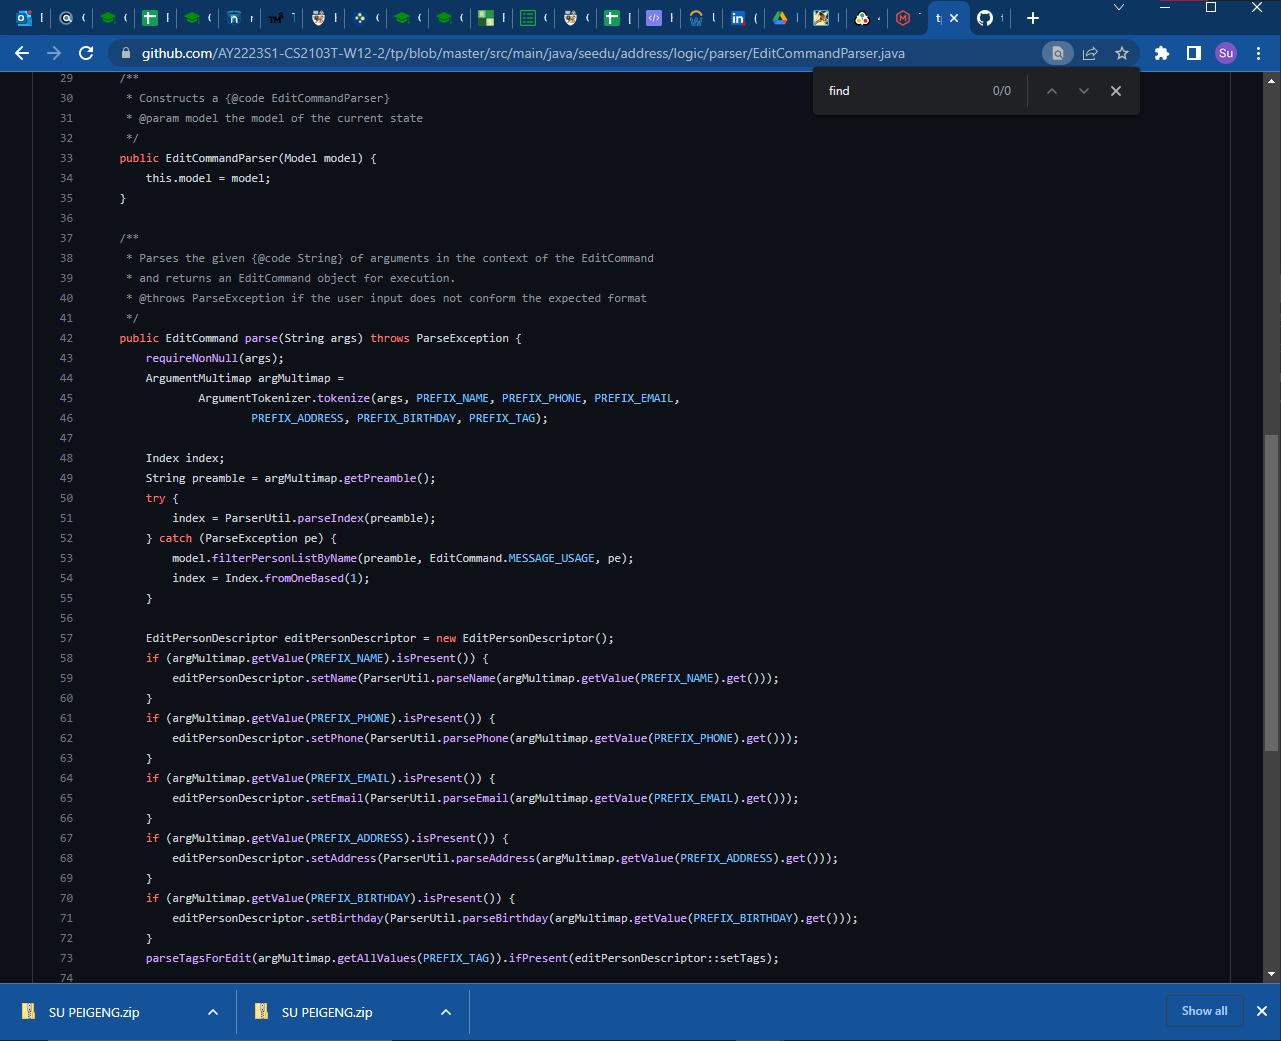 github.com/AY2223S1-CS2103T-W12-2/tp/blob/master/src/main/java/seedu/address/logic/parser/EditCommandParser.java
Su
find 0/0
29 /**
30 * Constructs a {@code EditCommandParser}
31 * @param model the model of the current state
32 */
33 public EditCommandParser(Model model) {
34 this.model = model;
35 }
36
37 /**
38 * Parses the given {@code String} of arguments in the context of the EditCommand
39 * and returns an EditCommand object for execution.
40 * @throws ParseException if the user input does not conform the expected format
41 */
42 public EditCommand parse(String args) throws ParseException {
43 requireNonNull(args);
44 ArgumentMultimap argMultimap =
45 ArgumentTokenizer.tokenize(args, PREFIX_NAME, PREFIX_PHONE, PREFIX_EMAIL,
46 PREFIX_ADDRESS, PREFIX_BIRTHDAY, PREFIX_TAG);
47
48 Index index;
49 String preamble = argMultimap.getPreamble();
50 try {
51 index = ParserUtil.parseIndex(preamble);
52 } catch (ParseException pe) {
53 model.filterPersonListByName(preamble, EditCommand.MESSAGE_USAGE, pe);
54 index = Index.fromOneBased(1);
55 }
56
57 EditPersonDescriptor editPersonDescriptor = new EditPersonDescriptor();
58 if (argMultimap.getValue(PREFIX_NAME).isPresent()) {
59 editPersonDescriptor.setName(ParserUtil.parseName(argMultimap.getValue(PREFIX_NAME).get()));
60 }
61 if (argMultimap.getValue(PREFIX_PHONE).isPresent()) {
62 editPersonDescriptor.setPhone(ParserUtil.parsePhone(argMultimap.getValue(PREFIX_PHONE).get()));
63 }
64 if (argMultimap.getValue(PREFIX_EMAIL).isPresent()) {
65 editPersonDescriptor.setEmail(ParserUtil.parseEmail(argMultimap.getValue(PREFIX_EMAIL).get()));
66 }
67 if (argMultimap.getValue(PREFIX_ADDRESS).isPresent()) {
68 editPersonDescriptor.setAddress(ParserUtil.parseAddress(argMultimap.getValue(PREFIX_ADDRESS).get()));
69 }
70 if (argMultimap.getValue(PREFIX_BIRTHDAY).isPresent()) {
71 editPersonDescriptor.setBirthday(ParserUtil.parseBirthday(argMultimap.getValue(PREFIX_BIRTHDAY).get()));
72 }
73 parseTagsForEdit(argMultimap.getAllValues(PREFIX_TAG)).ifPresent(editPersonDescriptor::setTags);
74
SU PEIGENG.zip
SU PEIGENG.zip
Show all